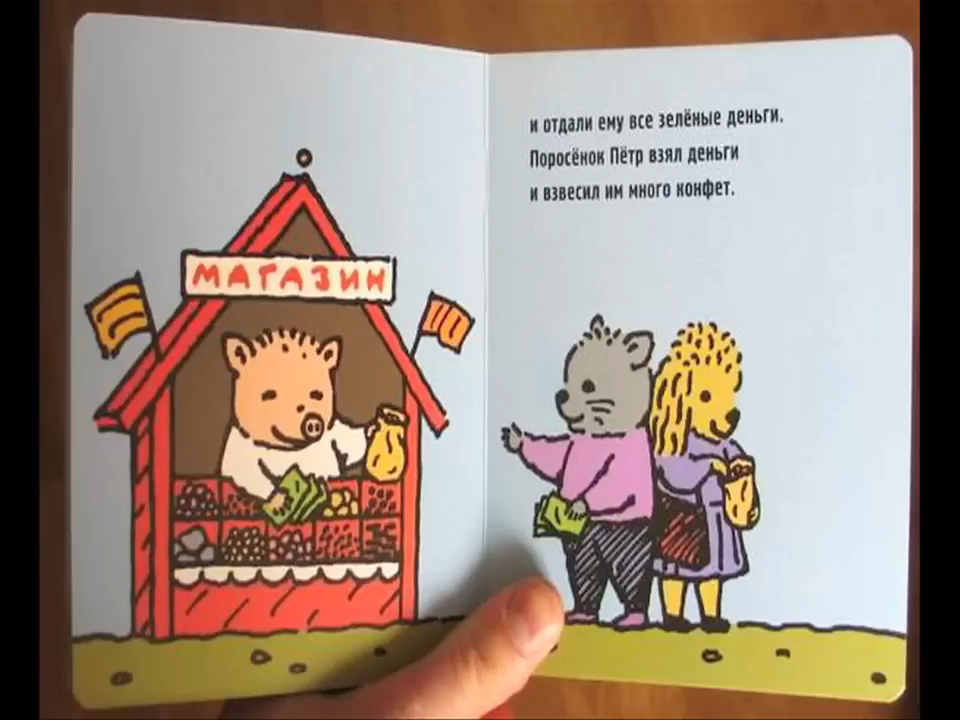 МАГАЗИН
и отдали ему все зелёные деньги.
Поросёнок Пётр взял деньги
и взвесил им много конфет.